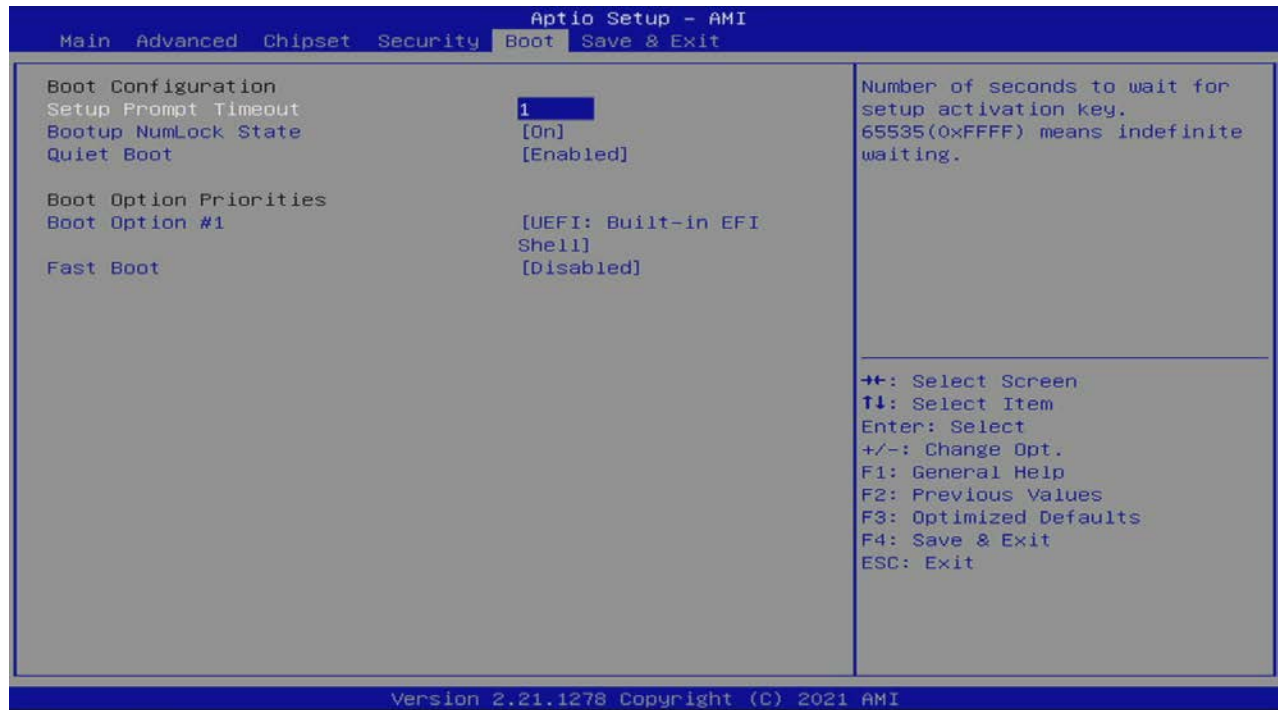 Aptio Setup – AMI
Main Advanced Chipset Security Boot Save & Exit
Boot Configuration
Setup Prompt Timeout 1
Bootup NumLock State [On]
Quiet Boot [Enabled]
Boot Option Priorities
Boot Option #1 [UEFI: Built-in EFI
Shell]
Fast Boot [Disabled]
Number of seconds to wait for
setup activation key.
65535(0xFFFF) means indefinite
waiting.
→←: Select Screen
↑↓: Select Item
Enter: Select
+/-: Change Opt.
F1: General Help
F2: Previous Values
F3: Optimized Defaults
F4: Save & Exit
ESC: Exit
Version 2.21.1278 Copyright (C) 2021 AMI